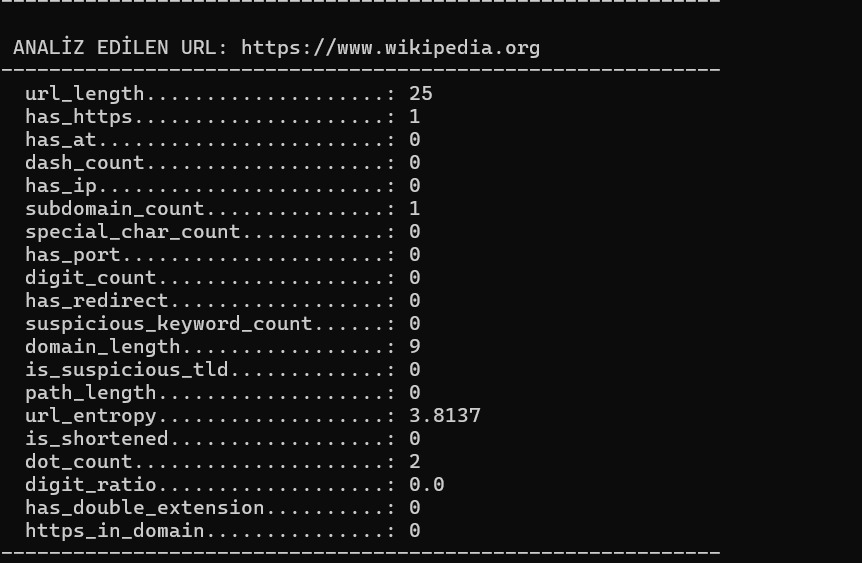 ------------------------------------------------------------
ANALİZ EDİLEN URL: https://www.wikipedia.org
------------------------------------------------------------
url_length....................: 25
has_https.....................: 1
has_at........................: 0
dash_count....................: 0
has_ip........................: 0
subdomain_count...............: 1
special_char_count............: 0
has_port......................: 0
digit_count...................: 0
has_redirect..................: 0
suspicious_keyword_count......: 0
domain_length.................: 9
is_suspicious_tld.............: 0
path_length...................: 0
url_entropy...................: 3.8137
is_shortened..................: 0
dot_count.....................: 2
digit_ratio...................: 0.0
has_double_extension..........: 0
https_in_domain...............: 0
------------------------------------------------------------